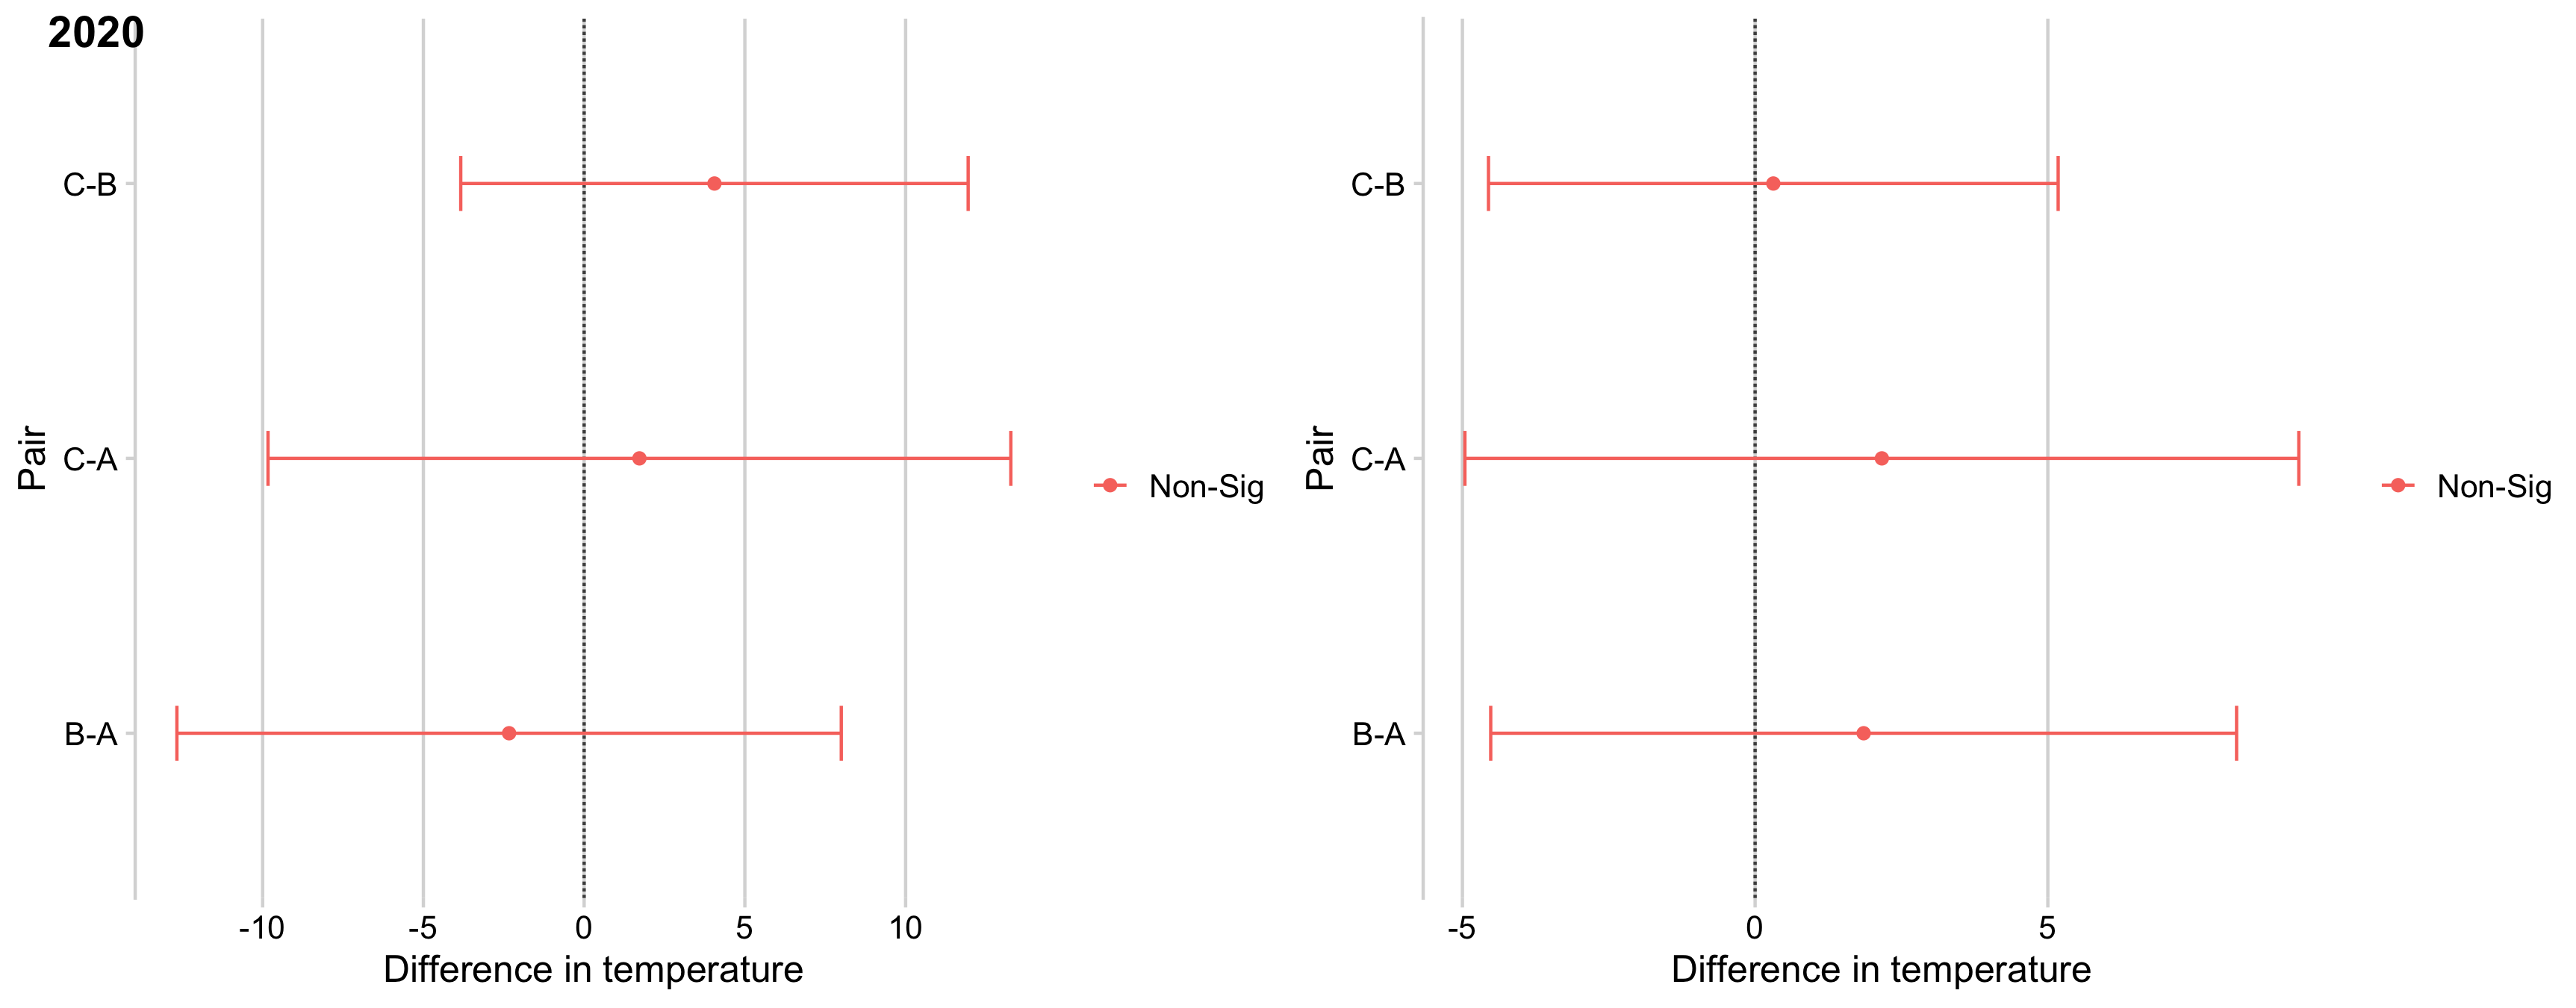 2020
Pair
C-B
C-A
B-A
-10 -5 0 5 10
Difference in temperature
Non-Sig
Pair
C-B
C-A
B-A
-5 0 5
Difference in temperature
Non-Sig